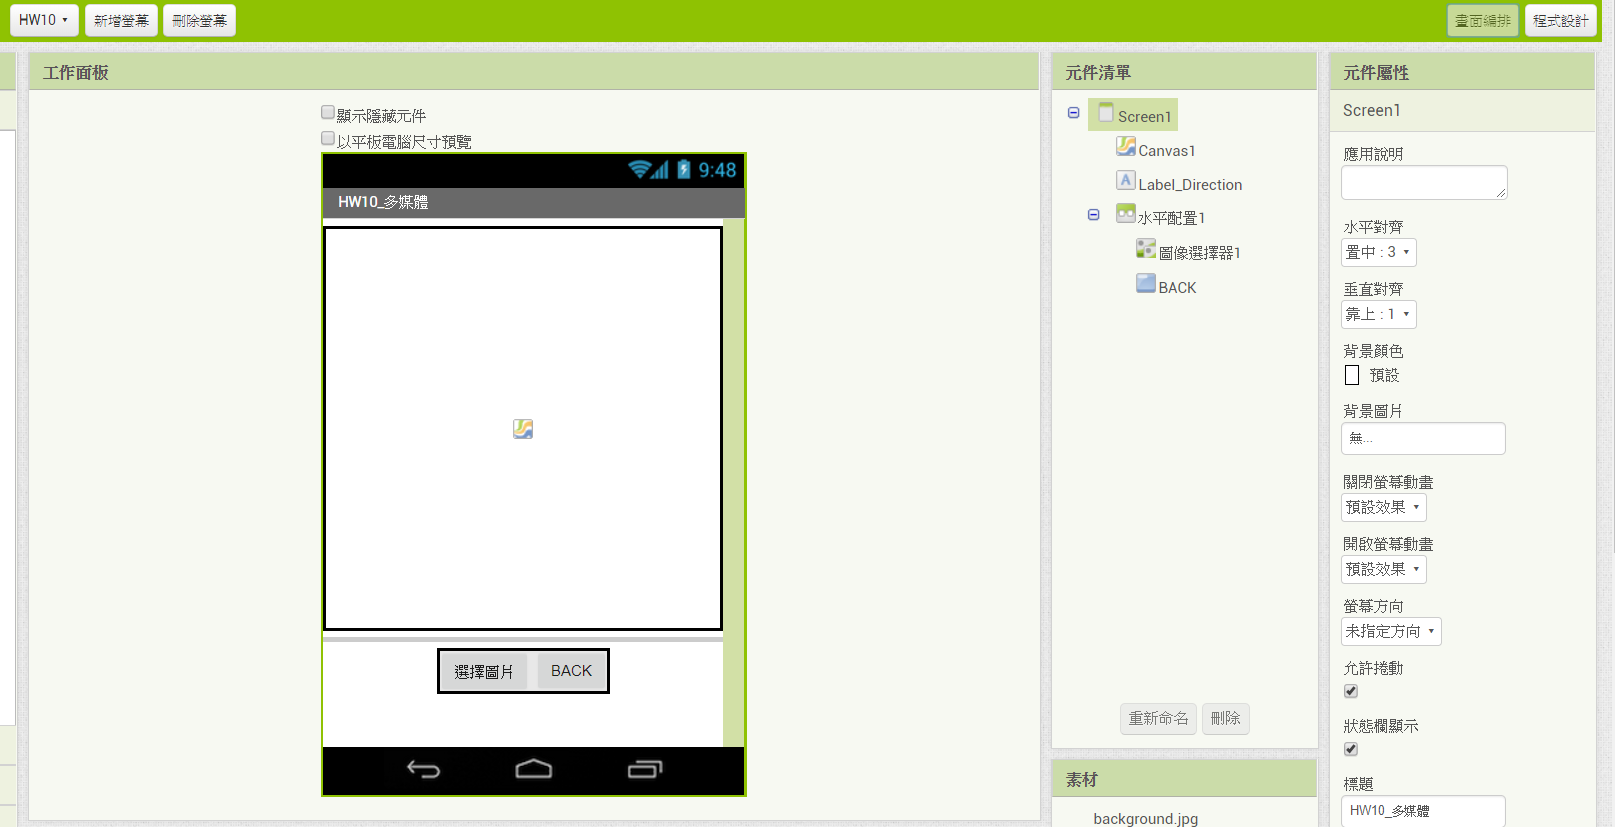 HW10
新增螢幕
刪除螢幕
畫面編排
程式設計
工作面板
顯示隱藏元件
以平板電腦尺寸預覽
9:48
HW10_多媒體
選擇圖片
BACK
元件清單
Screen1
Canvas1
Label_Direction
水平配置1
圖像選擇器1
BACK
重新命名
刪除
素材
background.jpg
元件屬性
Screen1
應用說明
水平對齊
置中 : 3
垂直對齊
靠上 : 1
背景顏色
預設
背景圖片
無...
關閉螢幕動畫
預設效果
開啟螢幕動畫
預設效果
螢幕方向
未指定方向
允許捲動
狀態欄顯示
標題
HW10_多媒體